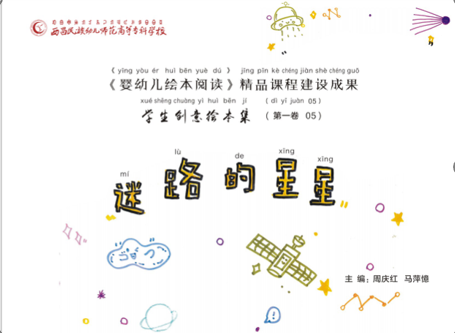 西昌民族幼儿师范高等专科学校
《 yīng yòu ér huì běn yuè dú 》 jīng pǐn kè chéng jiàn shè chéng guǒ
《婴幼儿绘本阅读》精品课程建设成果
xué shēng chuàng yì huì běn jí ( dì yī juàn 05 )
学生创意绘本集（第一卷 05）
mí lù de xīng xīng
谜路的星星
主 编：周庆红 马萍憶